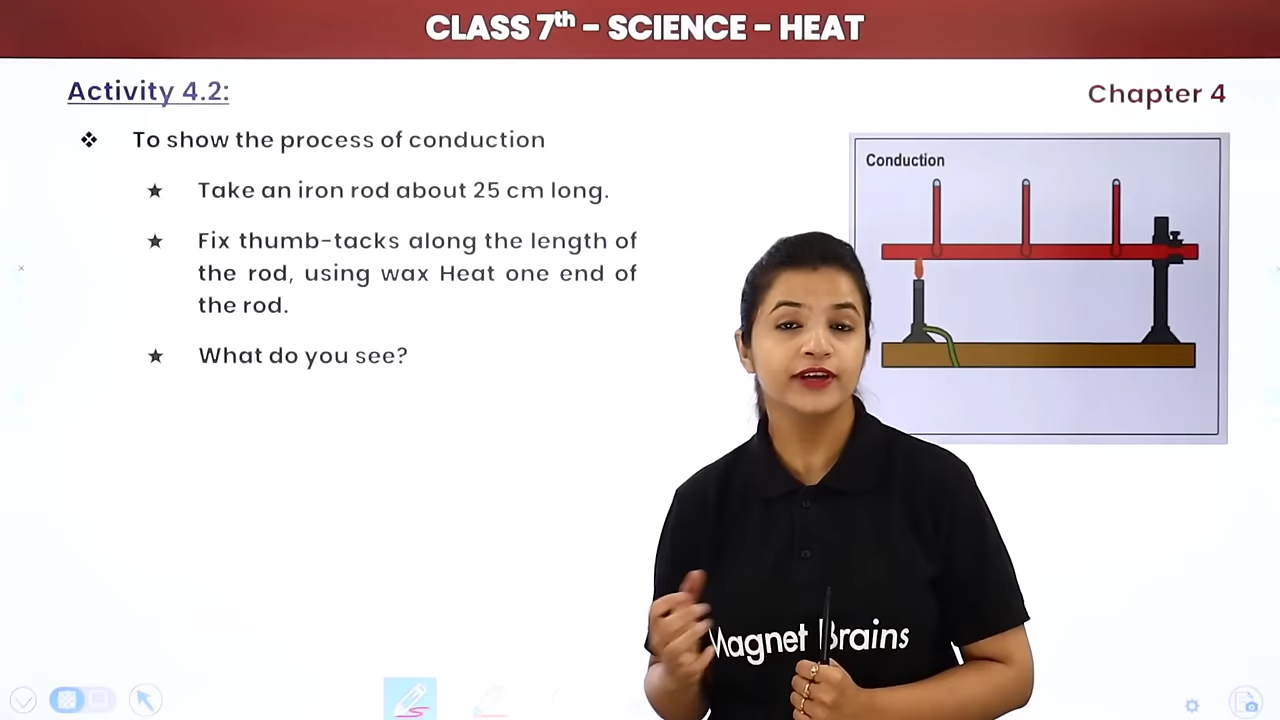 CLASS 7th - SCIENCE - HEAT
Activity 4.2:
Chapter 4
❖ To show the process of conduction
★ Take an iron rod about 25 cm long.
★ Fix thumb-tacks along the length of
the rod, using wax Heat one end of
the rod.
★ What do you see?
Conduction
Magnet Brains